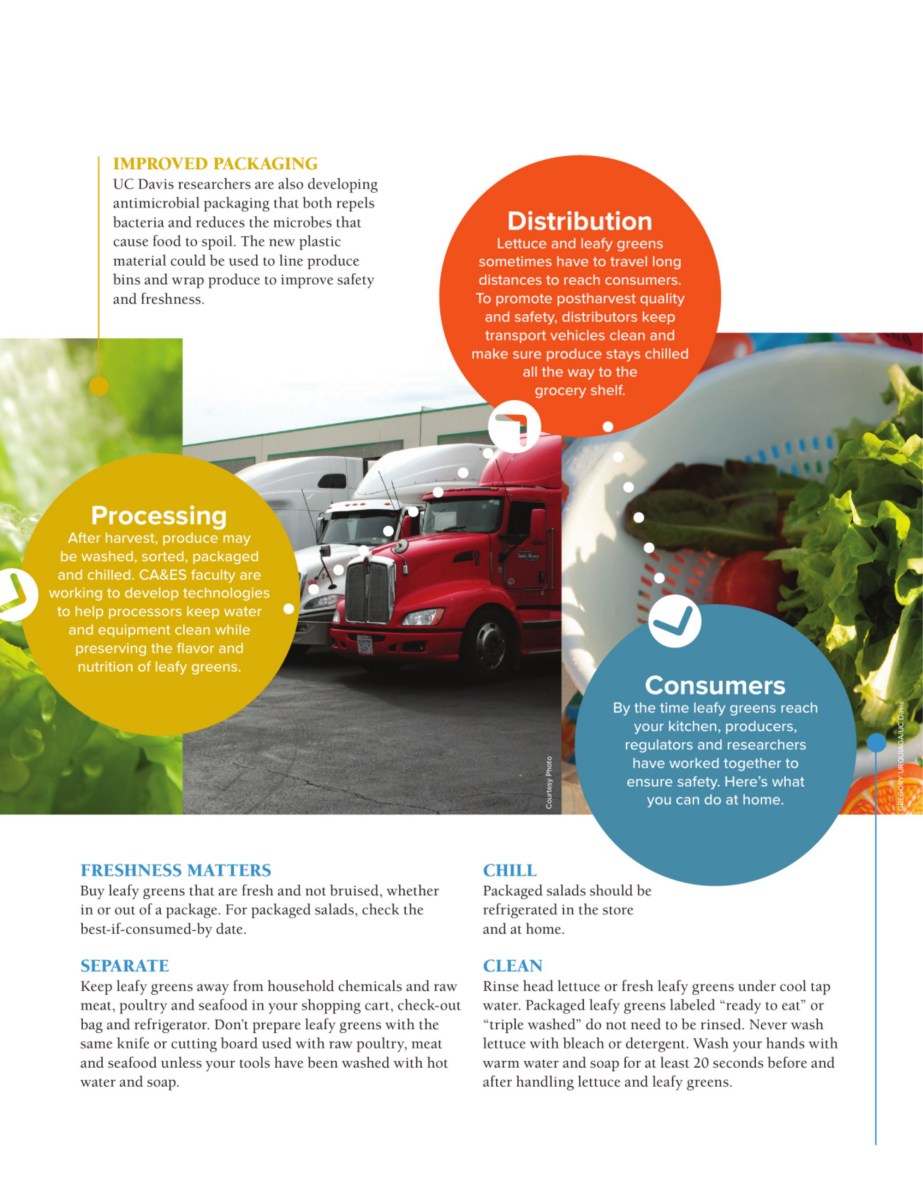 IMPROVED PACKAGING
UC Davis researchers are also developing
antimicrobial packaging that both repels
bacteria and reduces the microbes that
cause food to spoil. The new plastic
material could be used to line produce
bins and wrap produce to improve safety
and freshness.
Distribution
Lettuce and leafy greens
sometimes have to travel long
distances to reach consumers.
To promote postharvest quality
and safety, distributors keep
transport vehicles clean and
make sure produce stays chilled
all the way to the
grocery shelf.
Processing
After harvest, produce may
be washed, sorted, packaged
and chilled. CA&ES faculty are
working to develop technologies
to help processors keep water
and equipment clean while
preserving the flavor and
nutrition of leafy greens.
Courtesy Photo
Consumers
By the time leafy greens reach
your kitchen, producers,
regulators and researchers
have worked together to
ensure safety. Here's what
you can do at home.
GREGORY URQUIAGA/UC Davis
FRESHNESS MATTERS
Buy leafy greens that are fresh and not bruised, whether
in or out of a package. For packaged salads, check the
best-if-consumed-by date.
SEPARATE
Keep leafy greens away from household chemicals and raw
meat, poultry and seafood in your shopping cart, check-out
bag and refrigerator. Don't prepare leafy greens with the
same knife or cutting board used with raw poultry, meat
and seafood unless your tools have been washed with hot
water and soap.
CHILL
Packaged salads should be
refrigerated in the store
and at home.
CLEAN
Rinse head lettuce or fresh leafy greens under cool tap
water. Packaged leafy greens labeled "ready to eat" or
"triple washed" do not need to be rinsed. Never wash
lettuce with bleach or detergent. Wash your hands with
warm water and soap for at least 20 seconds before and
after handling lettuce and leafy greens.